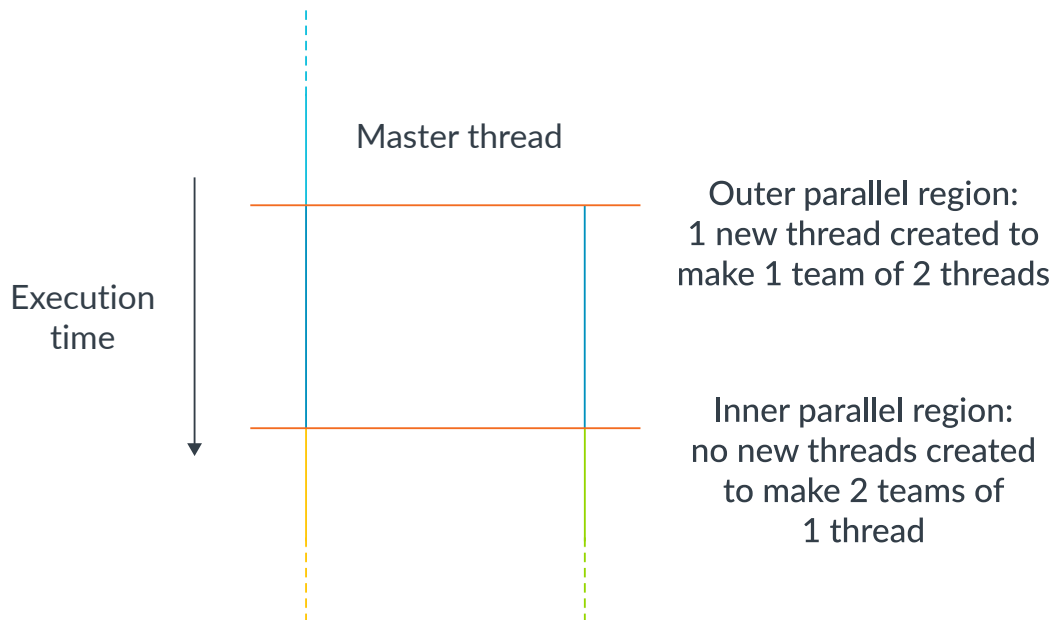 Master thread
Outer parallel region:
1 new thread created to
make 1 team of 2 threads
Execution
time
Inner parallel region:
no new threads created
to make 2 teams of
1 thread